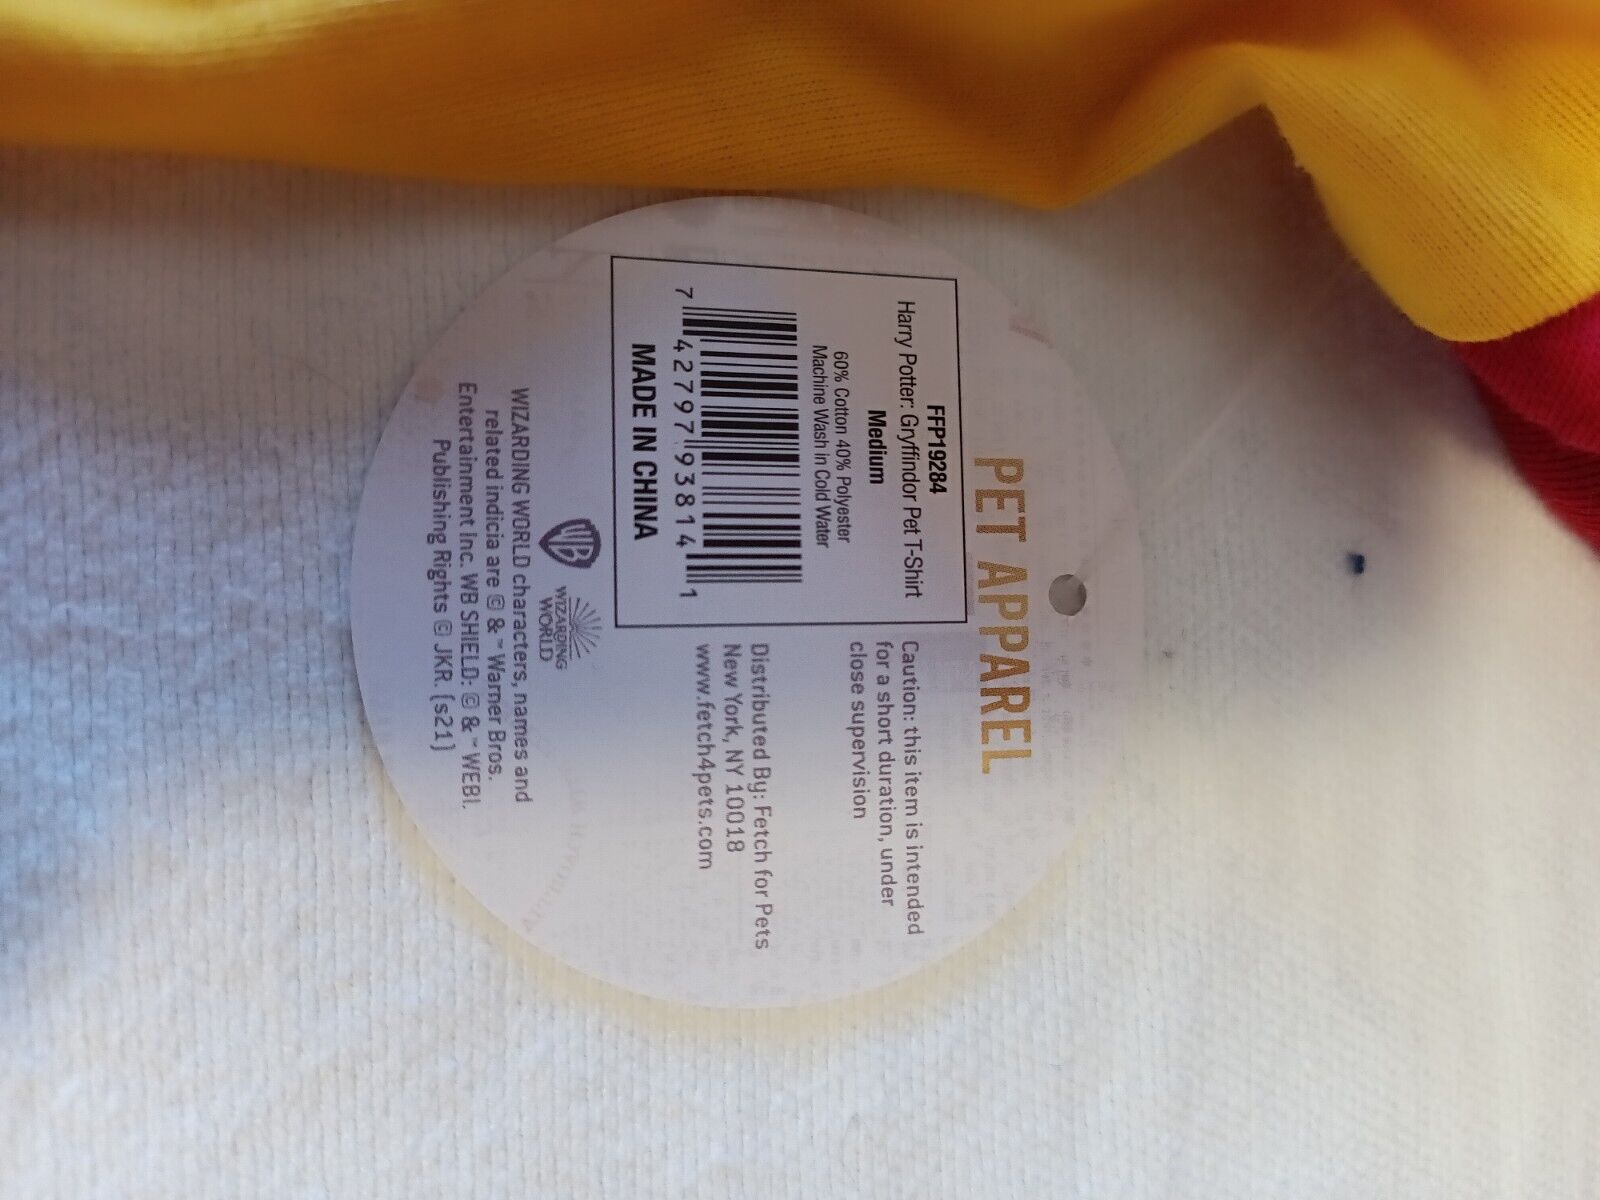 PET APPAREL
FFP19284
Harry Potter: Gryffindor Pet T-Shirt
Medium
60% Cotton 40% Polyester
Machine Wash in Cold Water
7 42797 93814 1
MADE IN CHINA
Caution: this item is intended
for a short duration, under
close supervision
Distributed By: Fetch for Pets
New York, NY 10018
www.fetch4pets.com
WB
WIZARDING
WORLD
WIZARDING WORLD characters, names and
related indicia are © & ™ Warner Bros.
Entertainment Inc. WB SHIELD: © & ™ WBEI.
Publishing Rights © JKR. (s21)